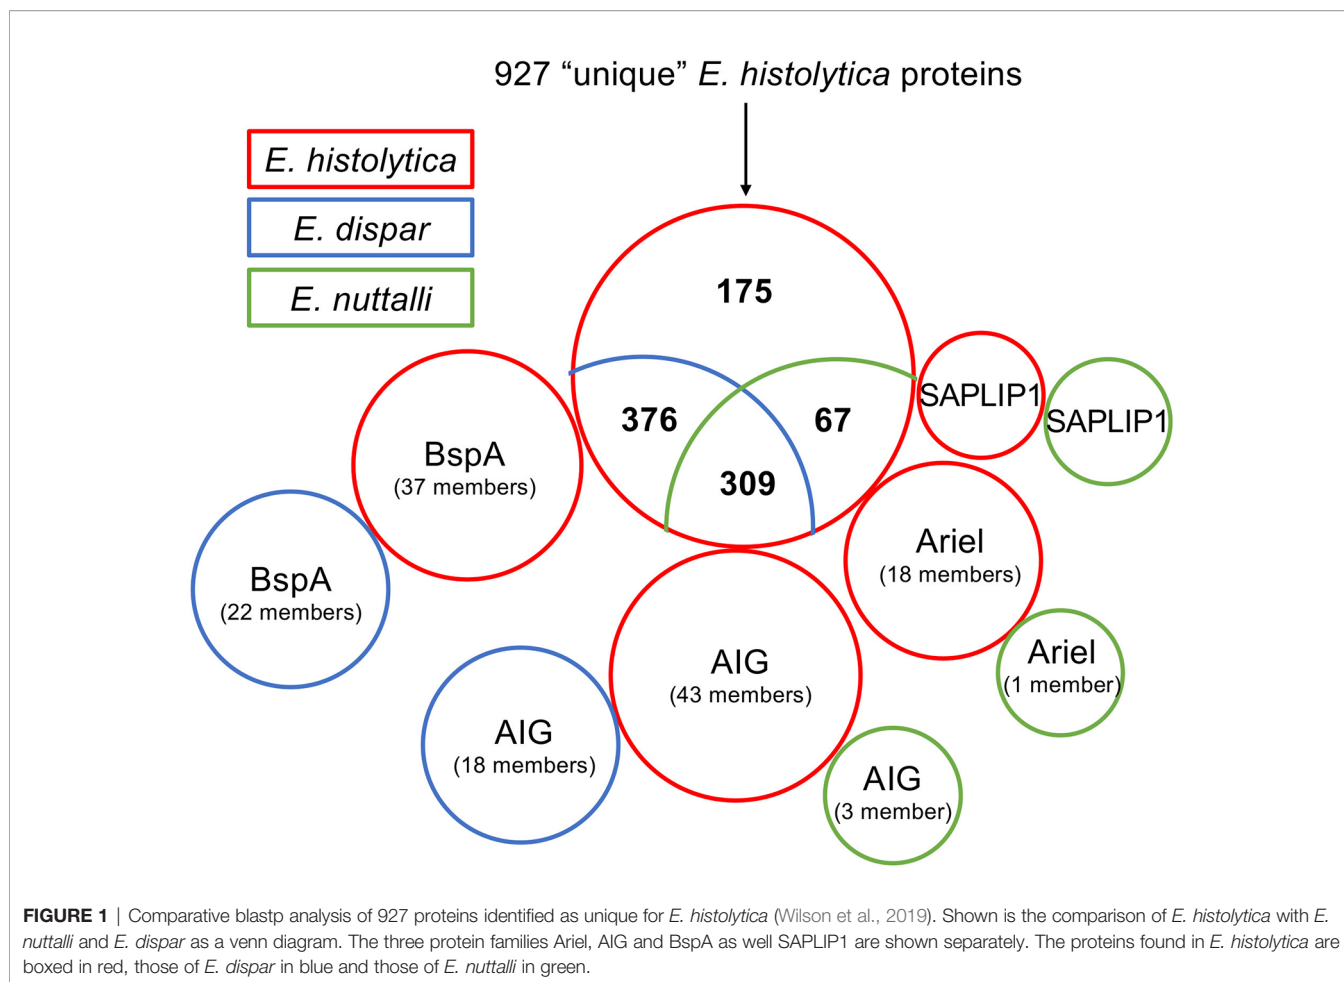 927 “unique” E. histolytica proteins
E. histolytica
E. dispar
E. nuttalli
175
376
67
309
SAPLIP1
SAPLIP1
BspA
(37 members)
BspA
(22 members)
Ariel
(18 members)
Ariel
(1 member)
AIG
(43 members)
AIG
(18 members)
AIG
(3 member)
FIGURE 1 | Comparative blastp analysis of 927 proteins identified as unique for E. histolytica (Wilson et al., 2019). Shown is the comparison of E. histolytica with E.
nuttalli and E. dispar as a venn diagram. The three protein families Ariel, AIG and BspA as well SAPLIP1 are shown separately. The proteins found in E. histolytica are
boxed in red, those of E. dispar in blue and those of E. nuttalli in green.